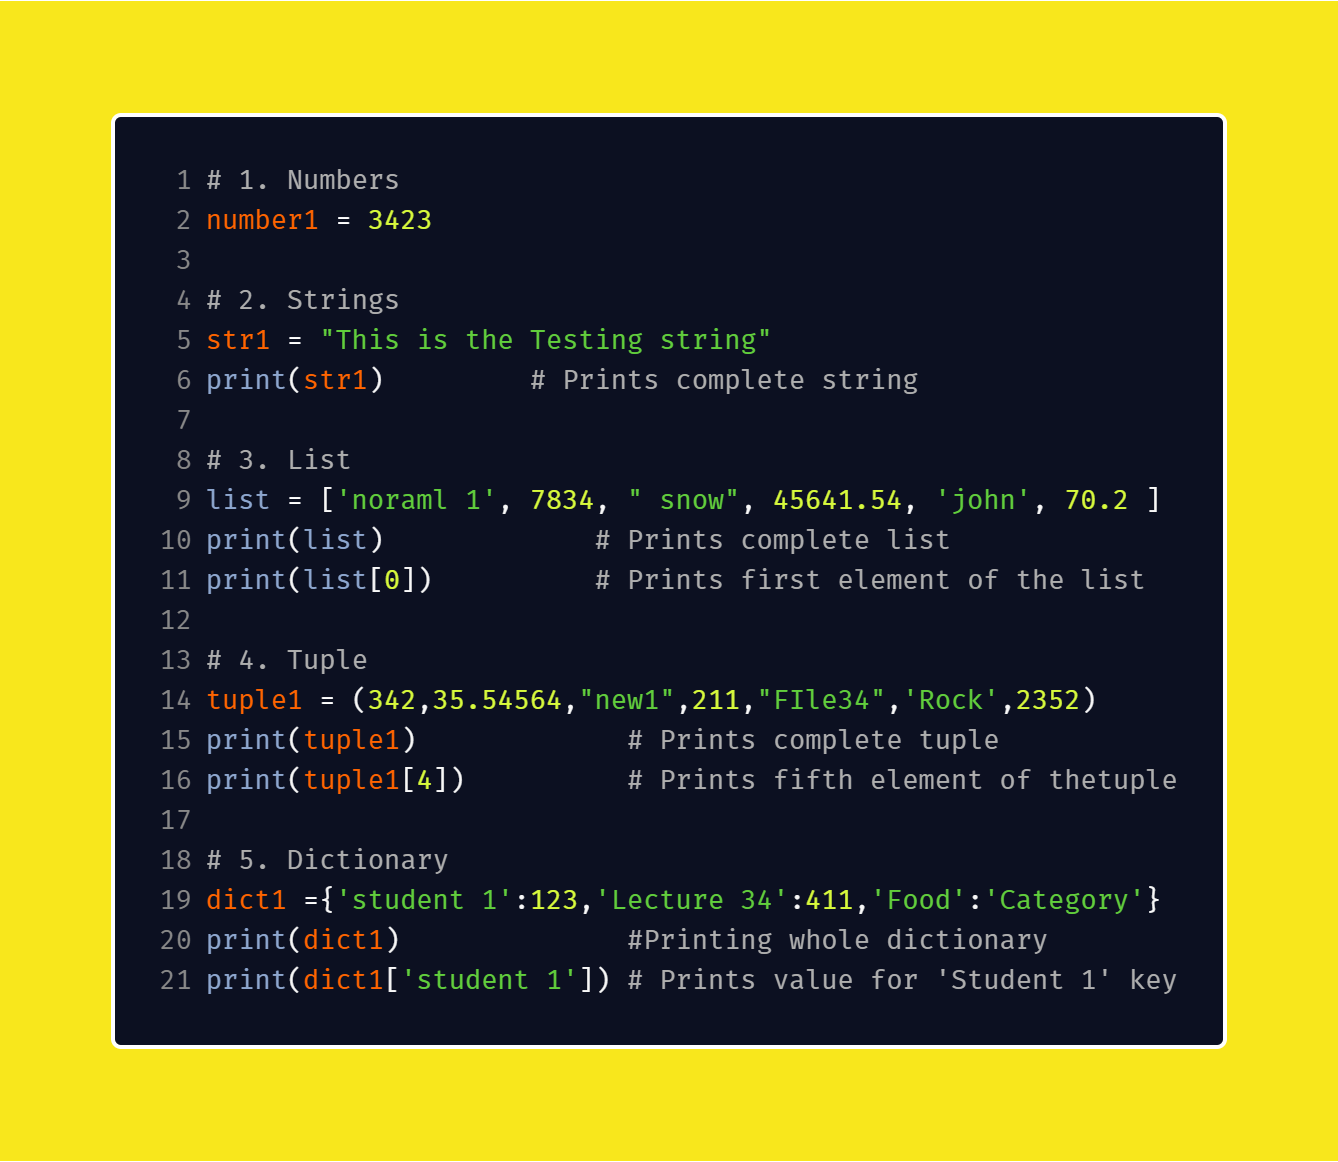 1 # 1. Numbers
2 number1 = 3423
3
4 # 2. Strings
5 str1 = "This is the Testing string"
6 print(str1)         # Prints complete string
7
8 # 3. List
9 list = ['noraml 1', 7834, " snow", 45641.54, 'john', 70.2 ]
10 print(list)             # Prints complete list
11 print(list[0])          # Prints first element of the list
12
13 # 4. Tuple
14 tuple1 = (342,35.54564,"new1",211,"FIle34",'Rock',2352)
15 print(tuple1)             # Prints complete tuple
16 print(tuple1[4])          # Prints fifth element of thetuple
17
18 # 5. Dictionary
19 dict1 ={'student 1':123,'Lecture 34':411,'Food':'Category'}
20 print(dict1)              #Printing whole dictionary
21 print(dict1['student 1']) # Prints value for 'Student 1' key